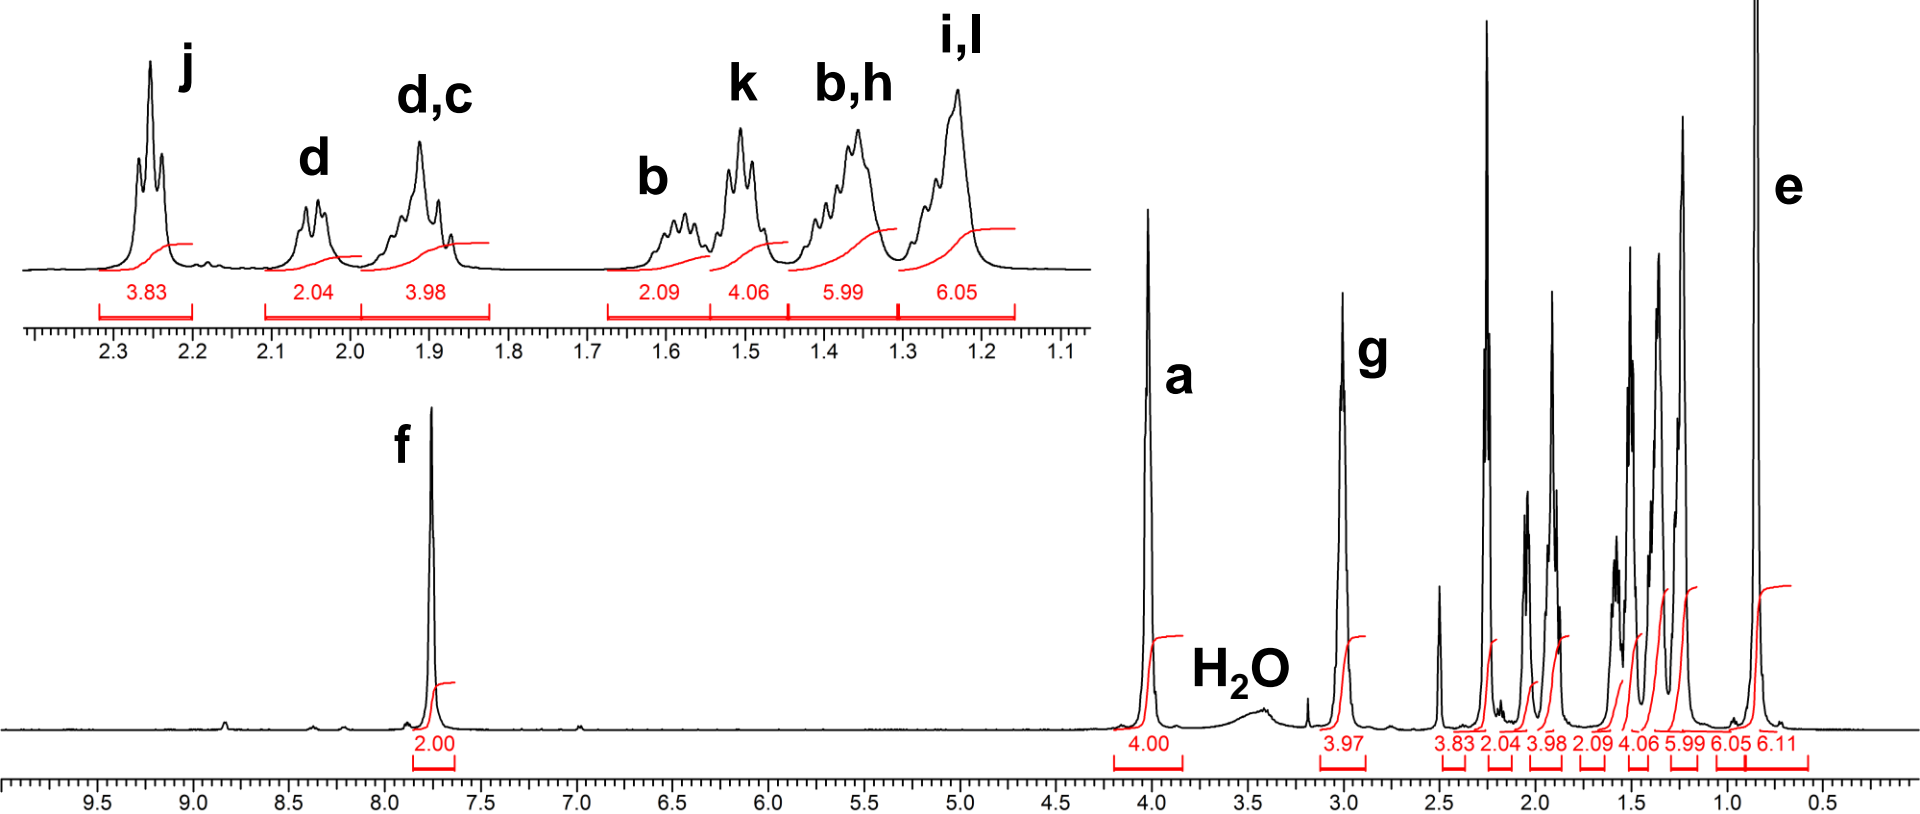 i,l
j
k
b,h
d,c
d
b
3.83 2.04 3.98 2.09 4.06 5.99 6.05
2.3 2.2 2.1 2.0 1.9 1.8 1.7 1.6 1.5 1.4 1.3 1.2 1.1
e
g
a
f
H₂O
2.00 4.00 3.97 3.83 2.04 3.98 2.09 4.06 5.99 6.05 6.11
9.5 9.0 8.5 8.0 7.5 7.0 6.5 6.0 5.5 5.0 4.5 4.0 3.5 3.0 2.5 2.0 1.5 1.0 0.5